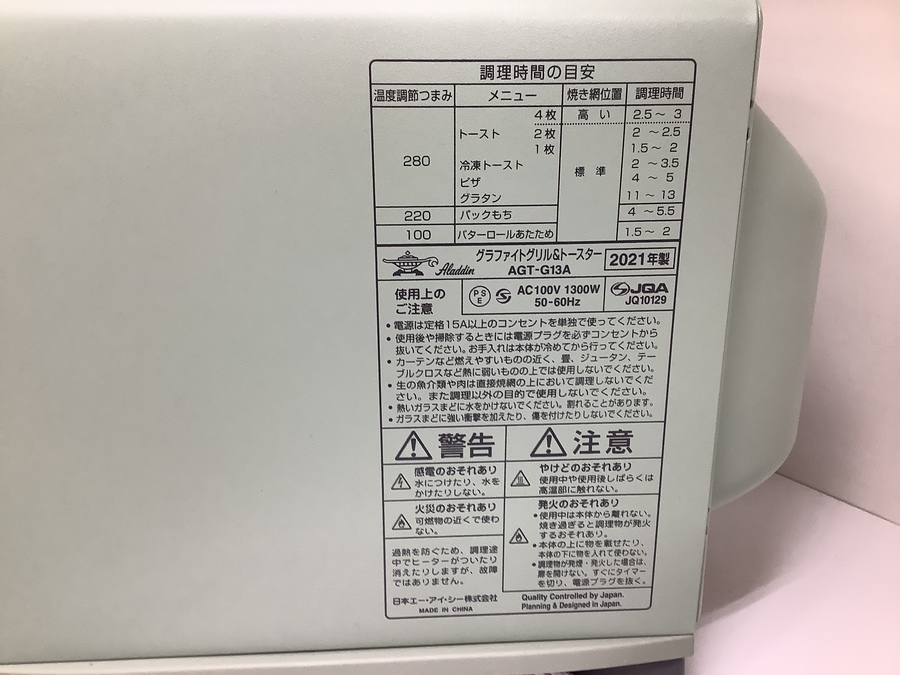 調理時間の目安
温度調節つまみ メニュー 焼き網位置 調理時間
4枚 高い 2.5～3
トースト 2枚 2～2.5
1枚 1.5～2
280 冷凍トースト 標準 2～3.5
ピザ 4～5
グラタン 11～13
220 パックもち 4～5.5
100 バターロールあたため 1.5～2
Aladdin グラファイトグリル&トースター 2021年製
AGT-G13A
使用上の PSE AC100V 1300W JQA
ご注意 50-60Hz JQ10129
•電源は定格15A以上のコンセントを単独で使ってください。
•使用後や掃除するときには電源プラグを必ずコンセントから
抜いてください。お手入れは本体が冷めてから行ってください。
•カーテンなど燃えやすいものの近く、畳、ジュータン、テー
ブルクロスなど熱に弱いものの上では使用しないでください。
•生の魚介類や肉は直接焼網の上において調理しないでくだ
さい。また調理以外の目的で使用しないでください。
•熱いガラスまどに水をかけないでください。割れることがあります。
•ガラスまどに強い衝撃を加えたり、傷を付けたりしないでください。
警告
感電のおそれあり
水につけたり、水を
かけたりしない。
火災のおそれあり
可燃物の近くで使わ
ない。
過熱を防ぐため、調理途
中でヒーターがついたり
消えたりしますが、故障
ではありません。
日本エー・アイ・シー株式会社
MADE IN CHINA
注意
やけどのおそれあり
使用中や使用後しばらくは
高温部に触れない。
発火のおそれあり
•使用中は本体から離れない。
焼き過ぎると調理物が発火
するおそれあり。
•本体の上に物を載せたり、
本体の下に物を入れて使わない。
•調理物が発煙・発火した場合は、
扉を開けない。すぐにタイマー
を切り、電源プラグを抜く。
Quality Controlled by Japan.
Planning & Designed in Japan.